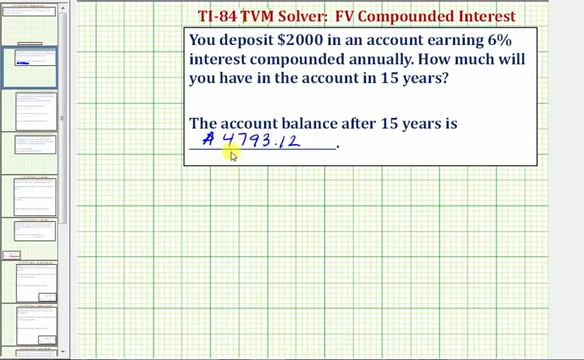 TI-84 TVM Solver: FV Compounded Interest
You deposit $2000 in an account earning 6%
interest compounded annually. How much will
you have in the account in 15 years?
The account balance after 15 years is
$ 4793.12 .